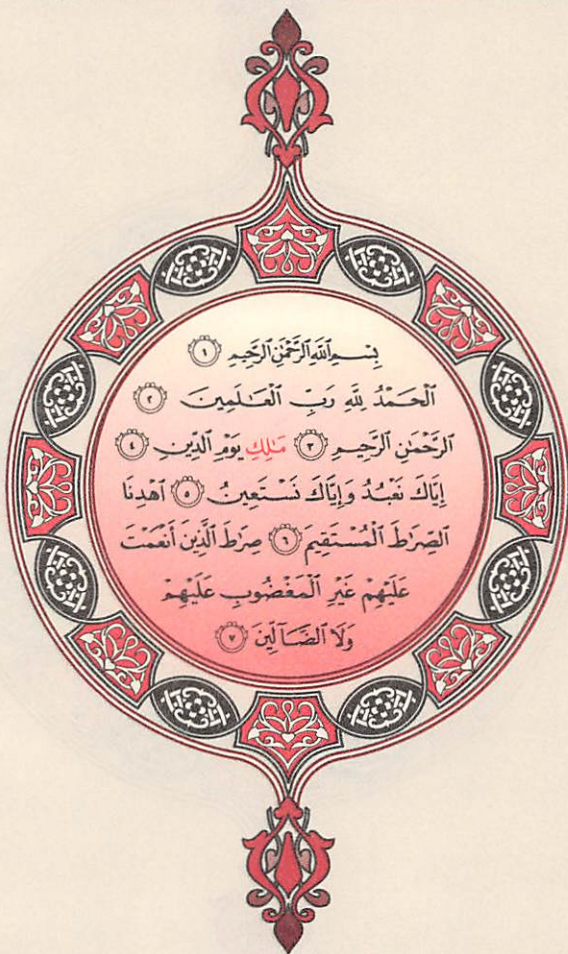 بِسْمِ ٱللَّهِ ٱلرَّحْمَٰنِ ٱلرَّحِيمِ ١
ٱلْحَمْدُ لِلَّهِ رَبِّ ٱلْعَٰلَمِينَ ٢
ٱلرَّحْمَٰنِ ٱلرَّحِيمِ ٣ مَٰلِكِ يَوْمِ ٱلدِّينِ ٤
إِيَّاكَ نَعْبُدُ وَإِيَّاكَ نَسْتَعِينُ ٥ ٱهْدِنَا
ٱلصِّرَٰطَ ٱلْمُسْتَقِيمَ ٦ صِرَٰطَ ٱلَّذِينَ أَنْعَمْتَ
عَلَيْهِمْ غَيْرِ ٱلْمَغْضُوبِ عَلَيْهِمْ
وَلَا ٱلضَّآلِّينَ ٧